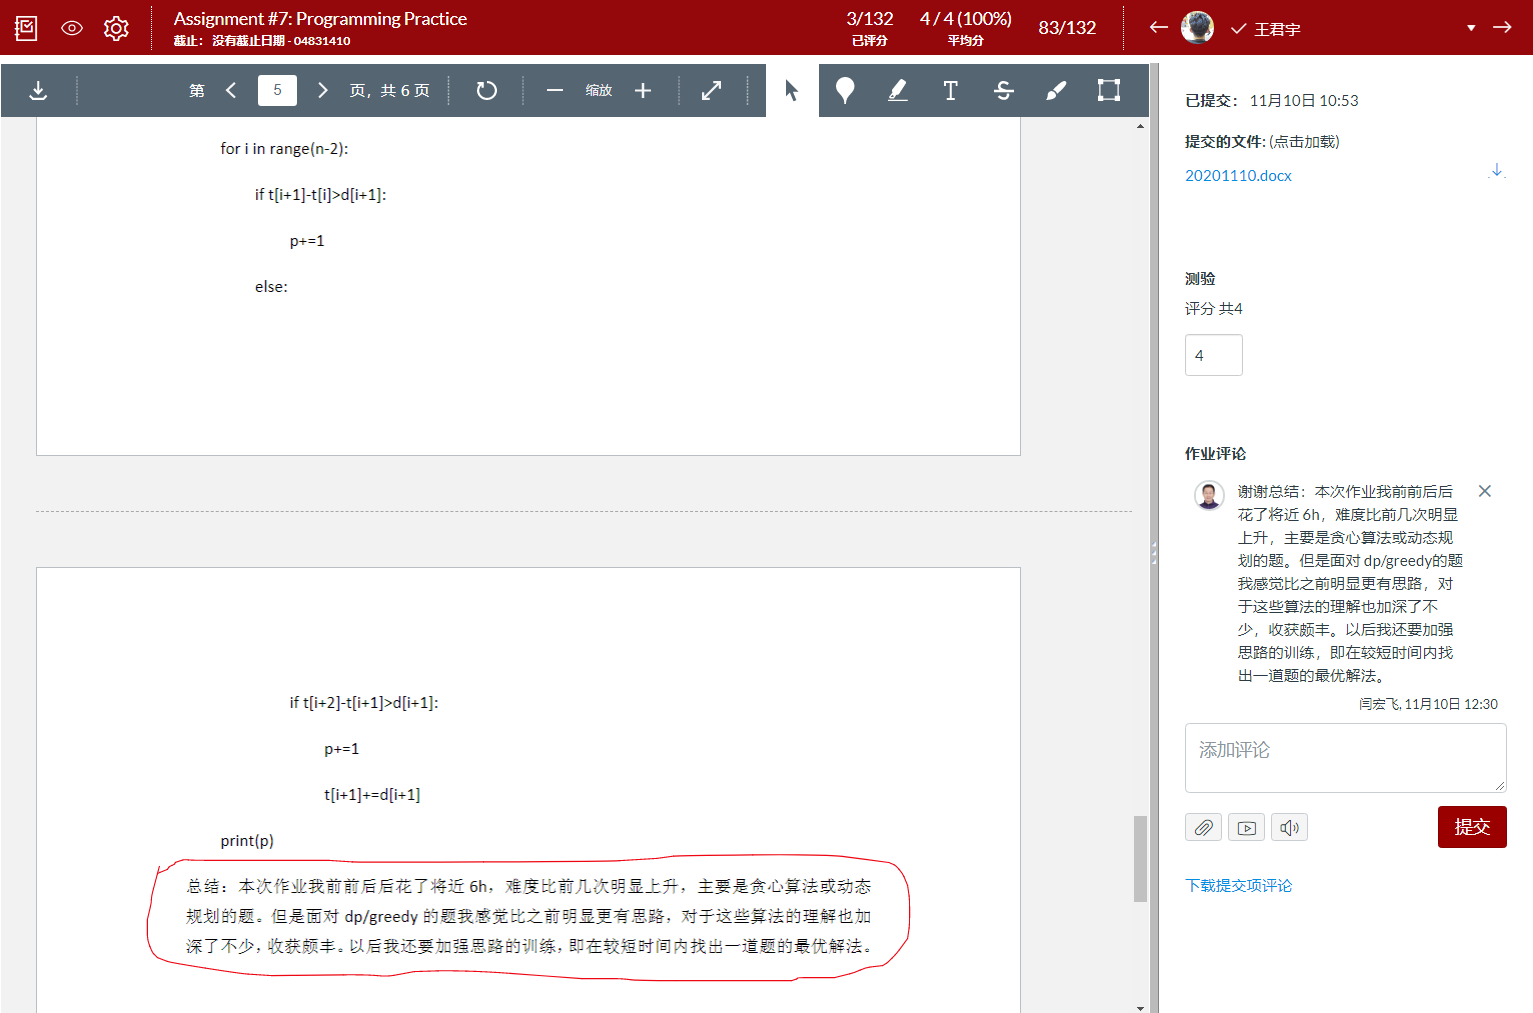 Assignment #7: Programming Practice
截止： 没有截止日期 - 04831410
3/132
已评分
4 / 4 (100%)
平均分
83/132
王君宇
第
5
页，共 6 页
缩放
for i in range(n-2):
if t[i+1]-t[i]>d[i+1]:
p+=1
else:
if t[i+2]-t[i+1]>d[i+1]:
p+=1
t[i+1]+=d[i+1]
print(p)
总结：本次作业我前前后后花了将近 6h，难度比前几次明显上升，主要是贪心算法或动态
规划的题。但是面对 dp/greedy 的题我感觉比之前明显更有思路，对于这些算法的理解也加
深了不少，收获颇丰。以后我还要加强思路的训练，即在较短时间内找出一道题的最优解法。
已提交： 11月10日 10:53
提交的文件: (点击加载)
20201110.docx
测验
评分 共4
4
作业评论
谢谢总结：本次作业我前前后后
花了将近 6h，难度比前几次明显
上升，主要是贪心算法或动态规
划的题。但是面对 dp/greedy的题
我感觉比之前明显更有思路，对
于这些算法的理解也加深了不
少，收获颇丰。以后我还要加强
思路的训练，即在较短时间内找
出一道题的最优解法。
闫宏飞, 11月10日 12:30
添加评论
提交
下载提交项评论